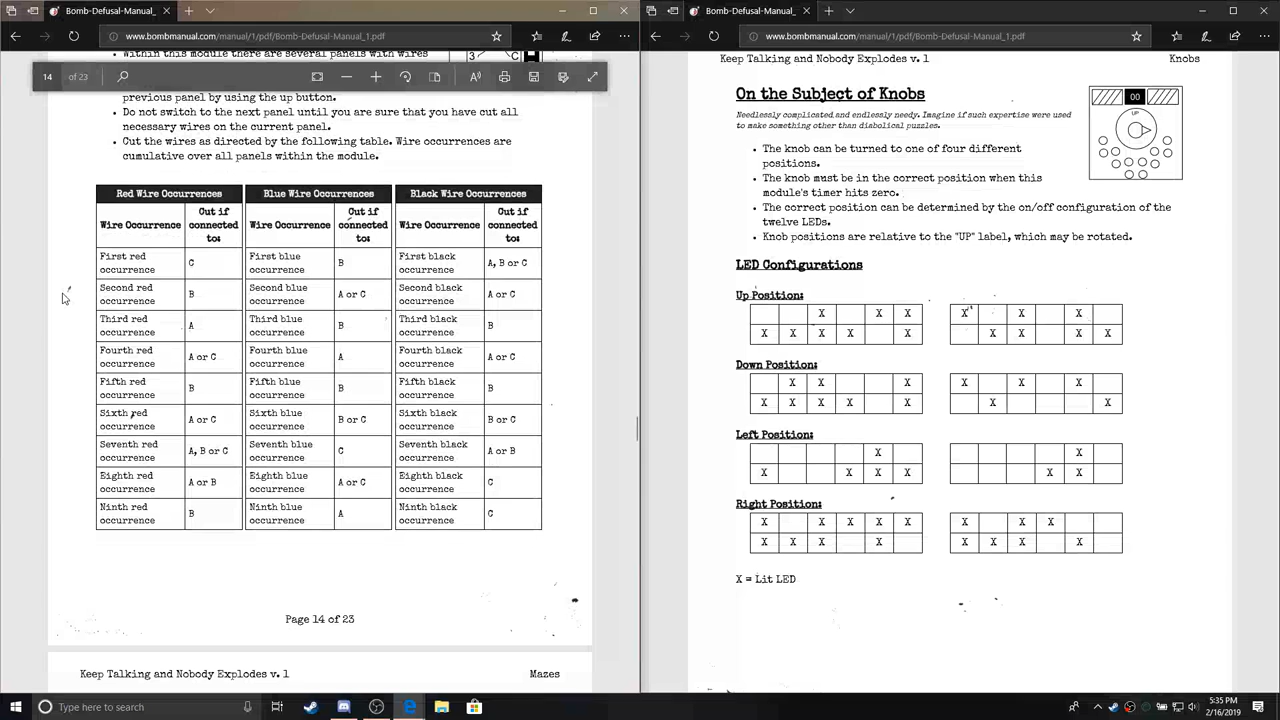 Bomb-Defusal-Manual_1.p
www.bombmanual.com/manual/1/pdf/Bomb-Defusal-Manual_1.pdf
Within this module there are several panels with wires
3
C
14 of 23
previous panel by using the up button.
Do not switch to the next panel until you are sure that you have cut all
necessary wires on the current panel.
Cut the wires as directed by the following table. Wire occurrences are
cumulative over all panels within the module.
Red Wire Occurrences Blue Wire Occurrences Black Wire Occurrences
Wire Occurrence Cut if connected to: Wire Occurrence Cut if connected to: Wire Occurrence Cut if connected to:
First red occurrence C First blue occurrence B First black occurrence A, B or C
Second red occurrence B Second blue occurrence A or C Second black occurrence A or C
Third red occurrence A Third blue occurrence B Third black occurrence B
Fourth red occurrence A or C Fourth blue occurrence A Fourth black occurrence A or C
Fifth red occurrence B Fifth blue occurrence B Fifth black occurrence B
Sixth red occurrence A or C Sixth blue occurrence B or C Sixth black occurrence B or C
Seventh red occurrence A, B or C Seventh blue occurrence C Seventh black occurrence A or B
Eighth red occurrence A or B Eighth blue occurrence A or C Eighth black occurrence C
Ninth red occurrence B Ninth blue occurrence A Ninth black occurrence C
Page 14 of 23
Keep Talking and Nobody Explodes v. 1 Mazes
Bomb-Defusal-Manual_1.p
www.bombmanual.com/manual/1/pdf/Bomb-Defusal-Manual_1.pdf
Keep Talking and Nobody Explodes v. 1 Knobs
On the Subject of Knobs
Needlessly complicated and endlessly needy. Imagine if such expertise were used
to make something other than diabolical puzzles.
00
UP
The knob can be turned to one of four different
positions.
The knob must be in the correct position when this
module's timer hits zero.
The correct position can be determined by the on/off configuration of the
twelve LEDs.
Knob positions are relative to the "UP" label, which may be rotated.
LED Configurations
Up Position:
X X X X X X
X X X X X X X X X
Down Position:
X X X X X X
X X X X X X X
Left Position:
X X
X X X X X X
Right Position:
X X X X X X X X
X X X X X X X X
X = Lit LED
Type here to search
5:35 PM
2/16/2019